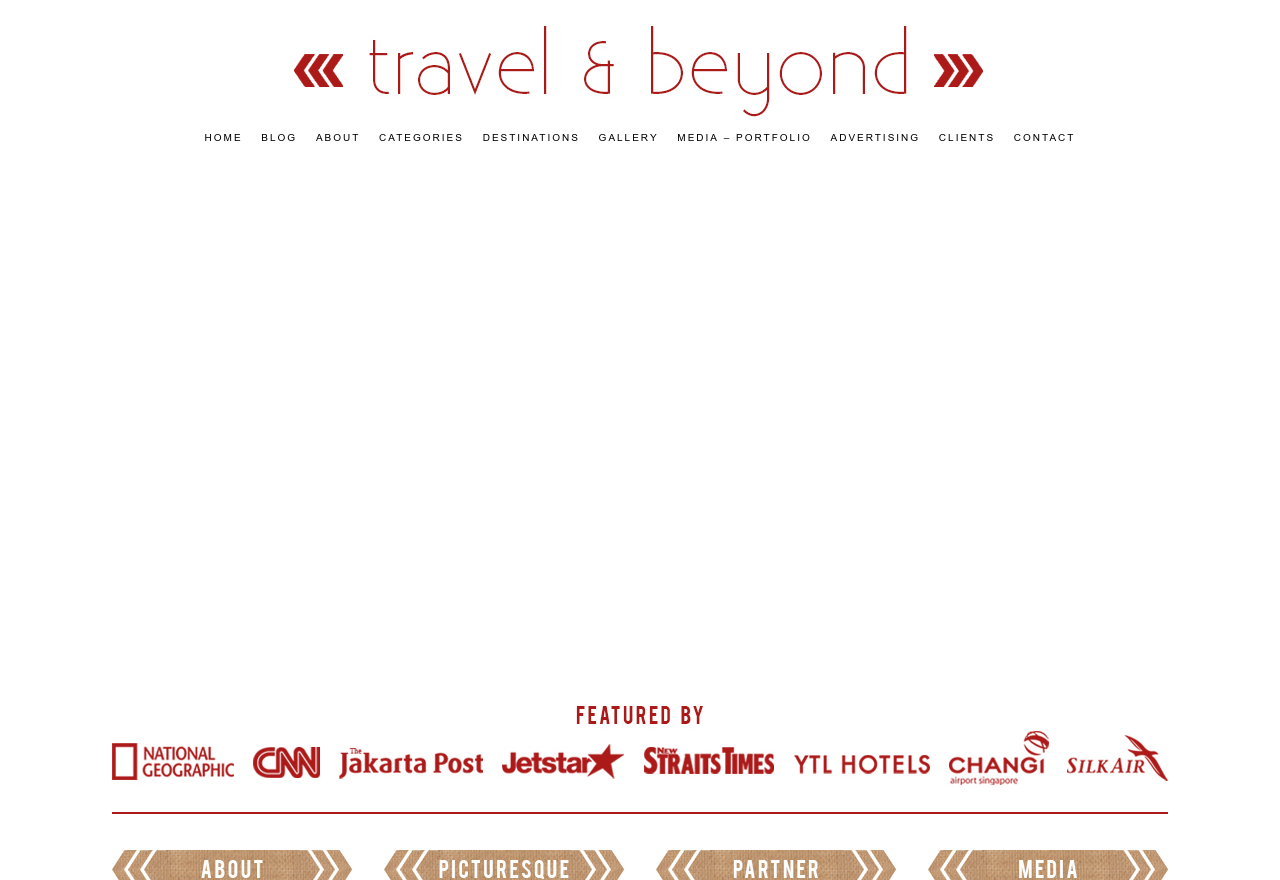 travel & beyond
HOME BLOG ABOUT CATEGORIES DESTINATIONS GALLERY MEDIA – PORTFOLIO ADVERTISING CLIENTS CONTACT
FEATURED BY
NATIONAL GEOGRAPHIC
CNN
The Jakarta Post
Jetstar
NEW STRAITS TIMES
YTL HOTELS
CHANGI airport singapore
SILKAIR
ABOUT PICTURESQUE PARTNER MEDIA